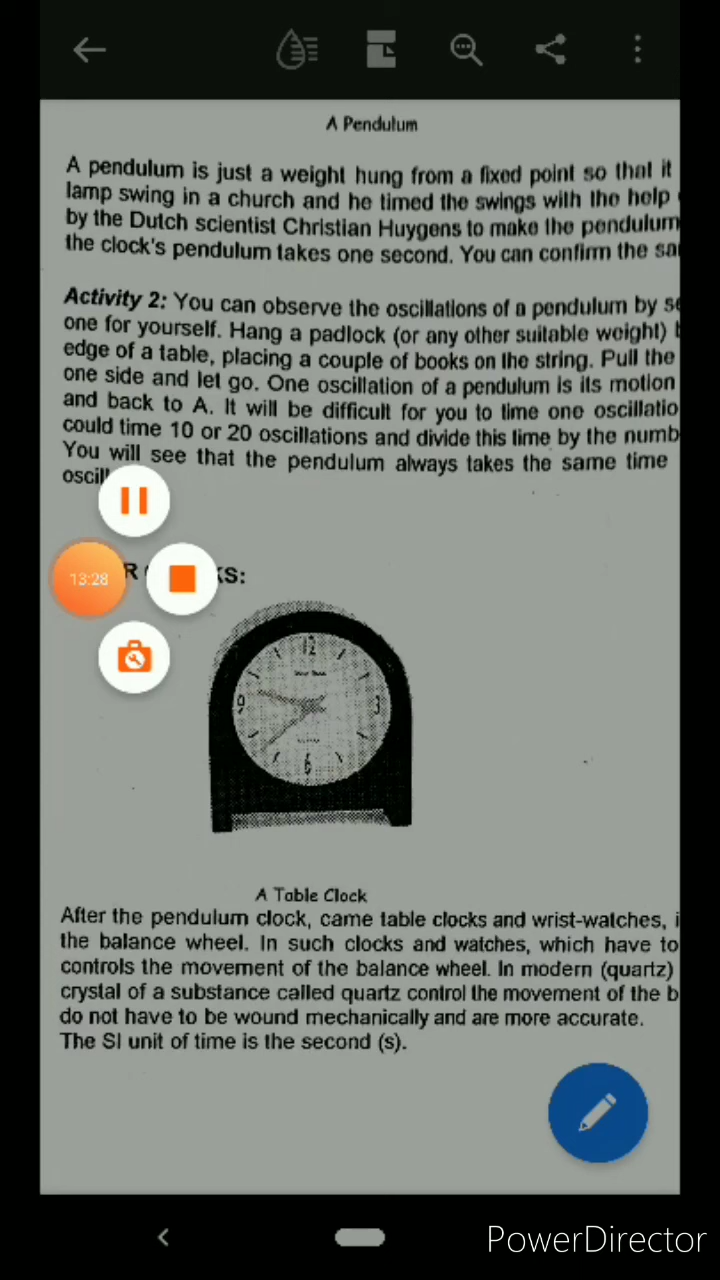 A Pendulum
A pendulum is just a weight hung from a fixed point so that it
lamp swing in a church and he timed the swings with the help
by the Dutch scientist Christian Huygens to make the pendulum
the clock's pendulum takes one second. You can confirm the sa
Activity 2: You can observe the oscillations of a pendulum by se
one for yourself. Hang a padlock (or any other suitable weight)
edge of a table, placing a couple of books on the string. Pull the
one side and let go. One oscillation of a pendulum is its motion
and back to A. It will be difficult for you to time one oscillatio
could time 10 or 20 oscillations and divide this time by the numb
You will see that the pendulum always takes the same time
oscill
13:28
R KS:
12
9
3
6
A Table Clock
After the pendulum clock, came table clocks and wrist-watches, i
the balance wheel. In such clocks and watches, which have to
controls the movement of the balance wheel. In modern (quartz)
crystal of a substance called quartz control the movement of the b
do not have to be wound mechanically and are more accurate.
The SI unit of time is the second (s).
PowerDirector